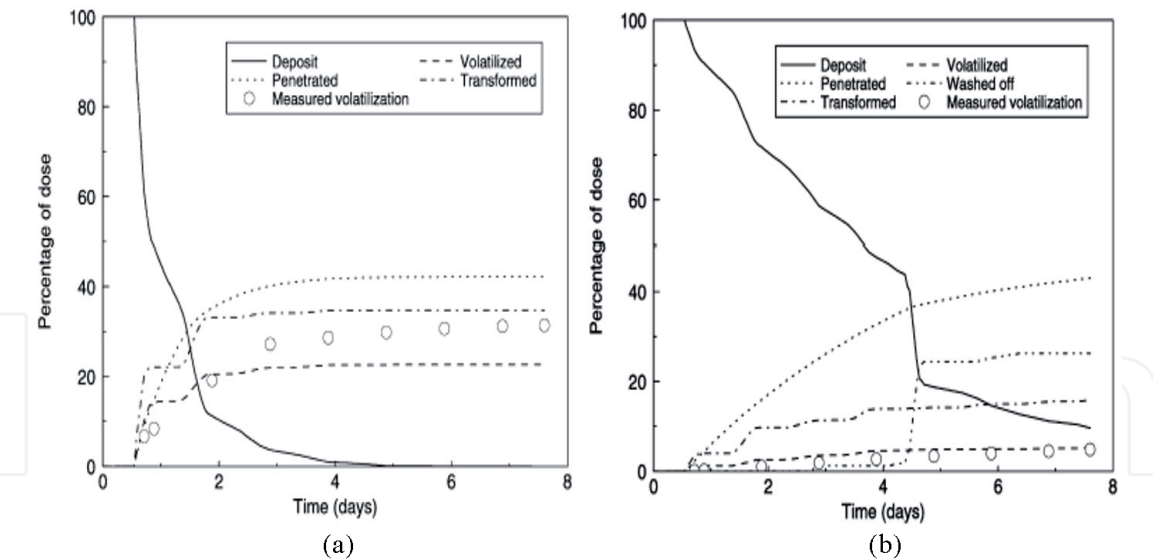 100
80
60
40
20
0
0 2 4 6 8
Percentage of dose
Time (days)
Deposit Volatilized
Penetrated Transformed
Measured volatilization
(a)
100
80
60
40
20
0
0 2 4 6 8
Percentage of dose
Time (days)
Deposit Volatilized
Penetrated Washed off
Transformed Measured volatilization
(b)